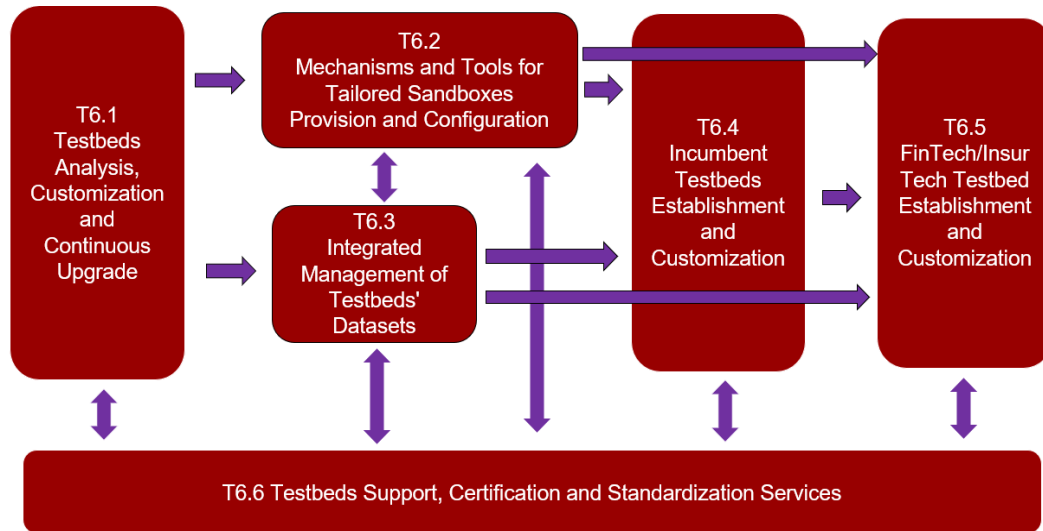 T6.1
Testbeds
Analysis,
Customization
and
Continuous
Upgrade
T6.2
Mechanisms and Tools for
Tailored Sandboxes
Provision and Configuration
T6.3
Integrated
Management of
Testbeds'
Datasets
T6.4
Incumbent
Testbeds
Establishment
and
Customization
T6.5
FinTech/Insur
Tech Testbed
Establishment
and
Customization
T6.6 Testbeds Support, Certification and Standardization Services